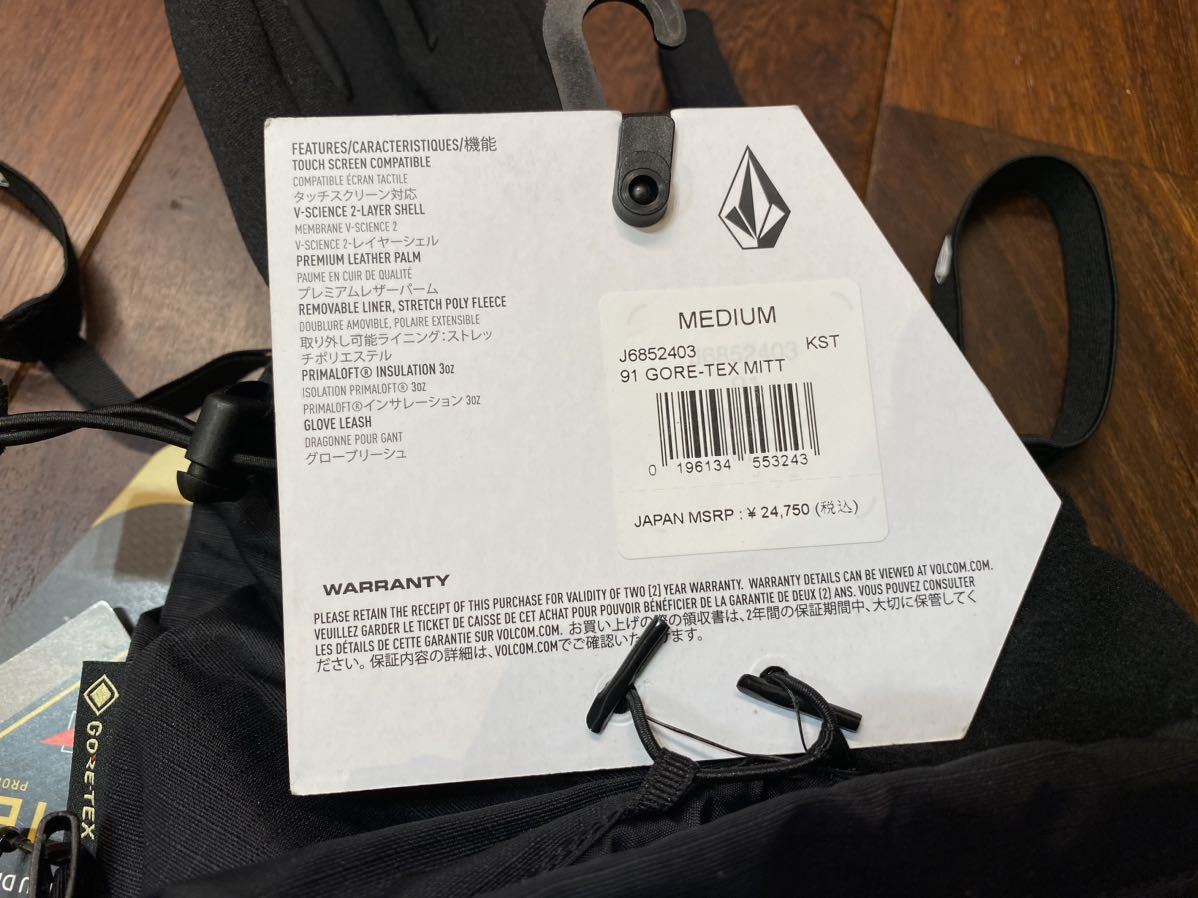 FEATURES/CARACTERISTIQUES/機能
TOUCH SCREEN COMPATIBLE
COMPATIBLE ÉCRAN TACTILE
タッチスクリーン対応
V-SCIENCE 2-LAYER SHELL
MEMBRANE V-SCIENCE 2
V-SCIENCE 2-レイヤーシェル
PREMIUM LEATHER PALM
PAUME EN CUIR DE QUALITÉ
プレミアムレザーパーム
REMOVABLE LINER, STRETCH POLY FLEECE
DOUBLURE AMOVIBLE, POLAIRE EXTENSIBLE
取り外し可能ライニング:ストレッ
チポリエステル
PRIMALOFT® INSULATION 3oz
ISOLATION PRIMALOFT® 3oz
PRIMALOFT®インサレーション 3oz
GLOVE LEASH
DRAGONNE POUR GANT
グローブリーシュ
MEDIUM
J6852403 KST
91 GORE-TEX MITT
0 196134 553243
JAPAN MSRP : ¥ 24,750 (税込)
WARRANTY
PLEASE RETAIN THE RECEIPT OF THIS PURCHASE FOR VALIDITY OF TWO [2] YEAR WARRANTY. WARRANTY DETAILS CAN BE VIEWED AT VOLCOM.COM.
VEUILLEZ GARDER LE TICKET DE CAISSE DE CET ACHAT POUR POUVOIR BÉNÉFICIER DE LA GARANTIE DE DEUX (2) ANS. VOUS POUVEZ CONSULTER
LES DÉTAILS DE CETTE GARANTIE SUR VOLCOM.COM. お買い上げの際の領収書は、2年間の保証期間中、大切に保管してく
ださい。保証内容の詳細は、VOLCOM.COMでご確認いただけます。
GORE-TEX